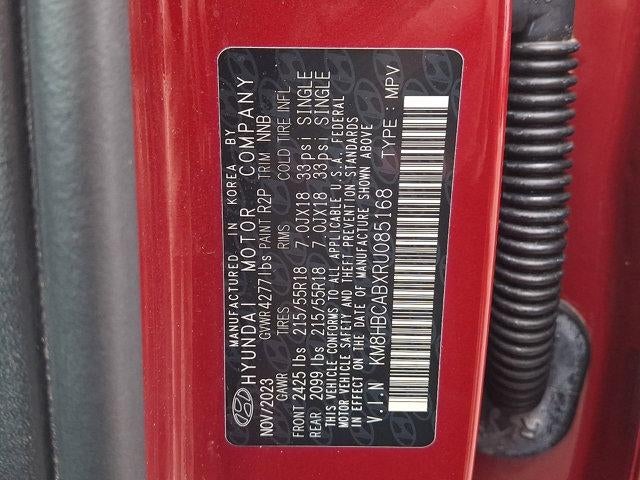 MANUFACTURED IN KOREA BY
HYUNDAI MOTOR COMPANY
NOV/2023 GVWR 4277lbs PAINT R2P TRIM NNB
GAWR TIRES RIMS COLD TIRE INFL
FRONT 2425 lbs 215/55R18 7.0JX18 33psi SINGLE
REAR 2099 lbs 215/55R18 7.0JX18 33psi SINGLE
THIS VEHICLE CONFORMS TO ALL APPLICABLE U.S.A. FEDERAL
MOTOR VEHICLE SAFETY AND THEFT PREVENTION STANDARDS
IN EFFECT ON THE DATE OF MANUFACTURE SHOWN ABOVE
V.I.N KM8HBCABXRU085168 TYPE : MPV